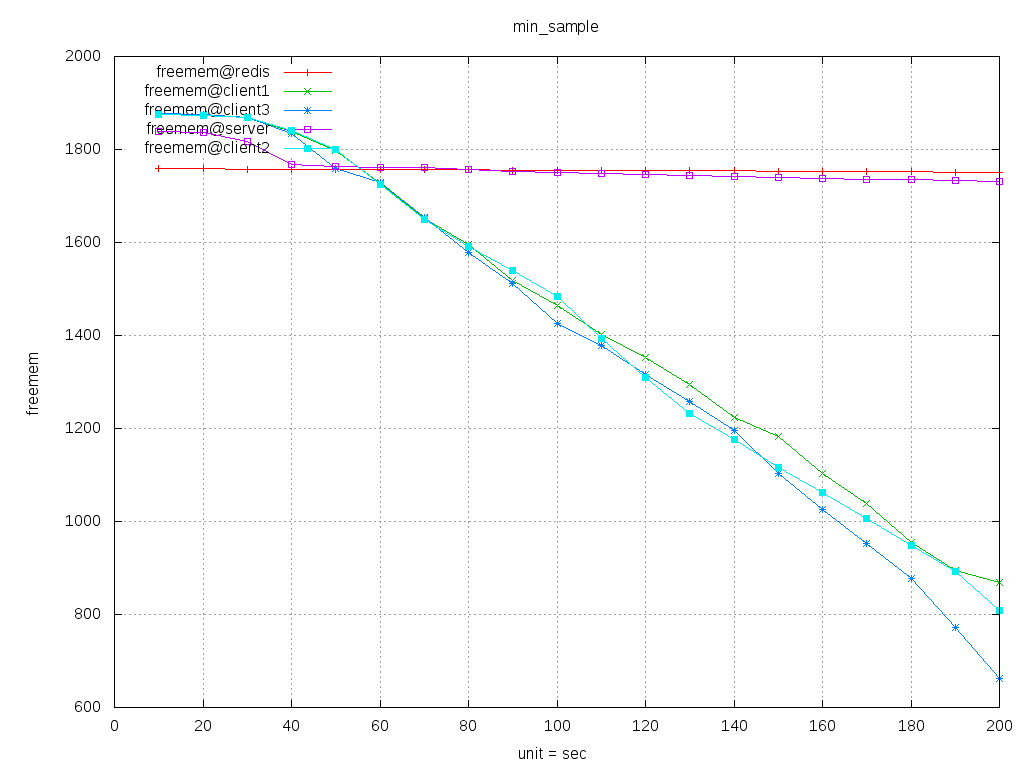 min_sample
2000
1800
1600
1400
1200
1000
800
600
freemem
freemem@redis
freemem@client1
freemem@client3
freemem@server
freemem@client2
0 20 40 60 80 100 120 140 160 180 200
unit = sec